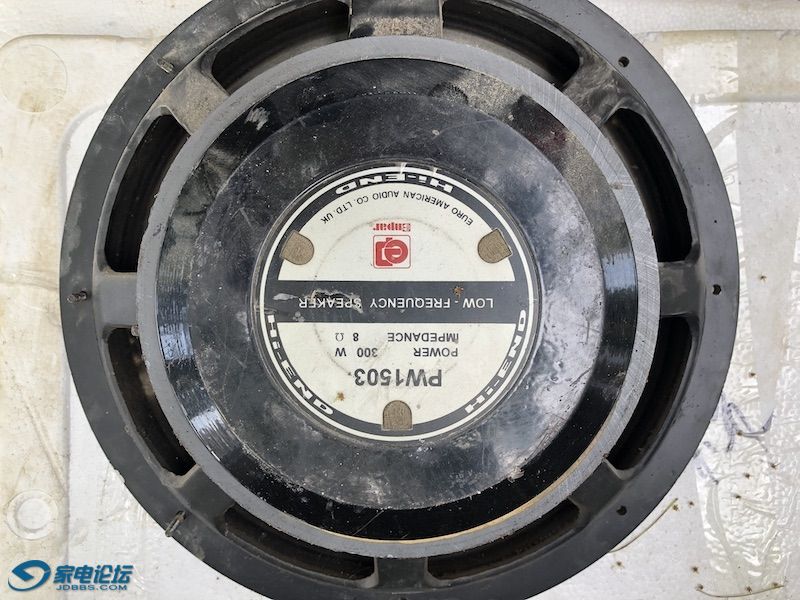 PW1503
POWER 300 W
IMPEDANCE 8 Ω
LOW - FREQUENCY SPEAKER
Enpar
EURO AMERICAN AUDIO CO. LTD UK
Hi-END
Hi-END
Hi-END
家电论坛
JDBBS.COM